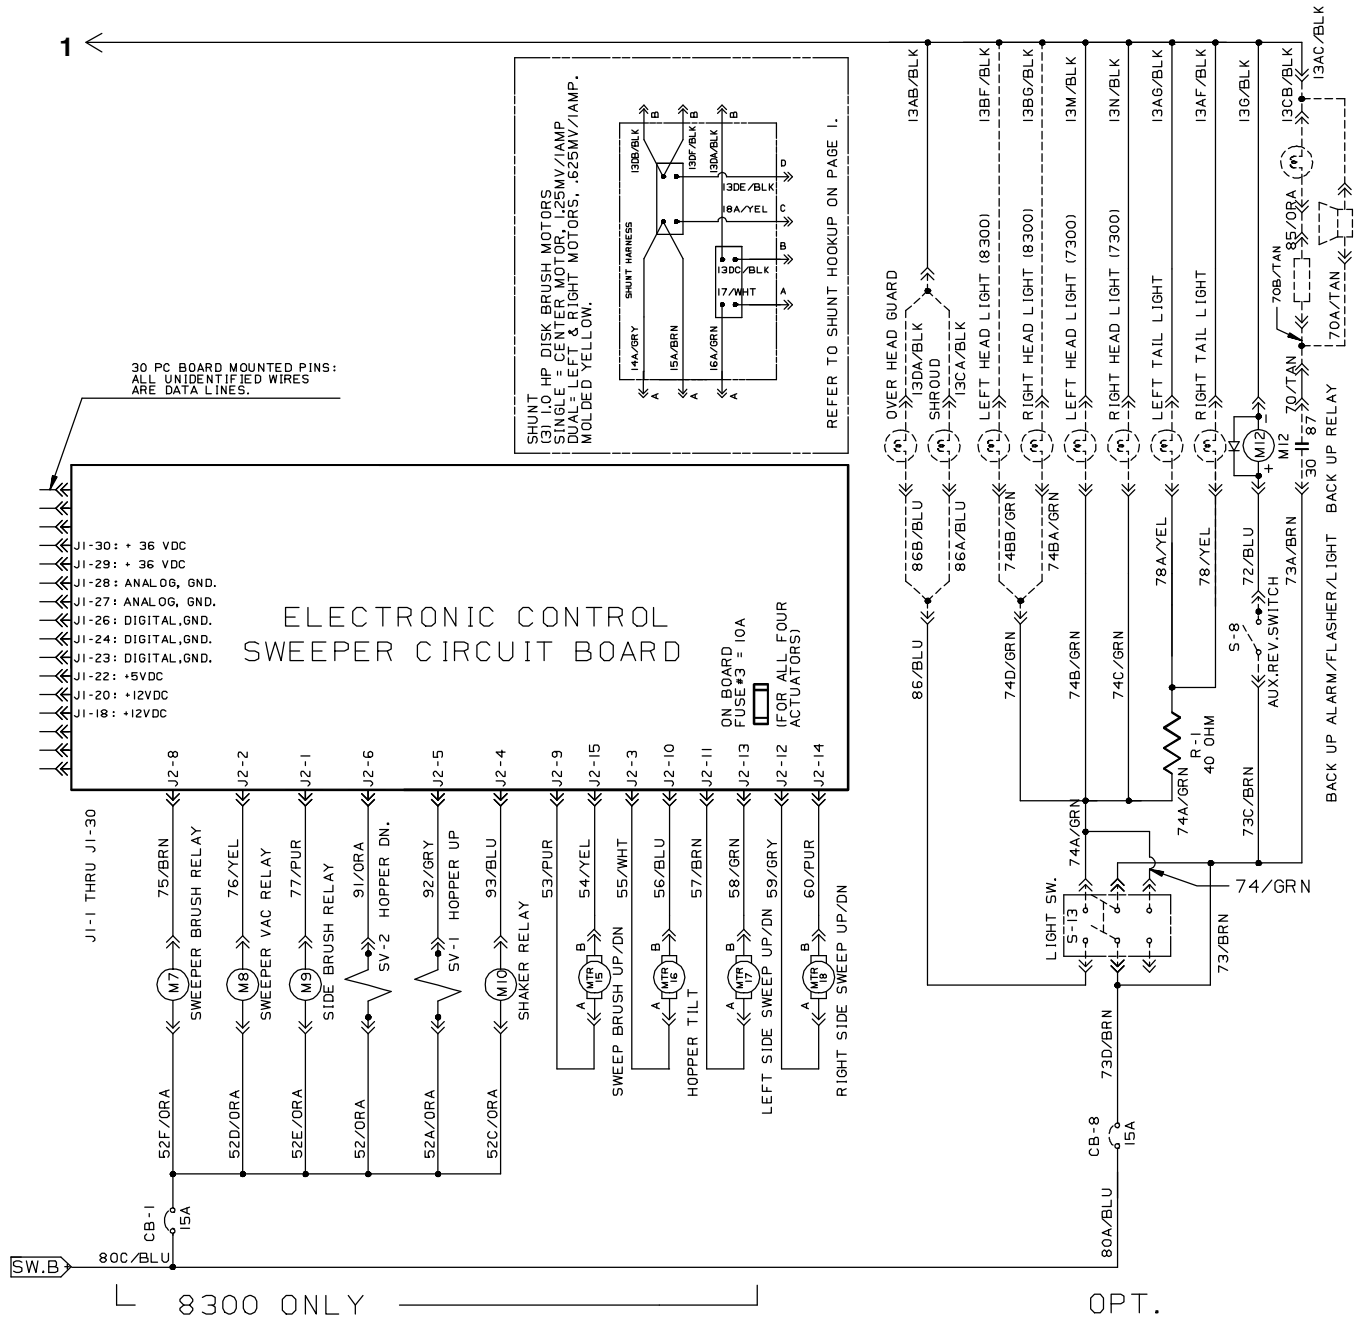 1
13AB/BLK
13BF/BLK
13BG/BLK
13M/BLK
13N/BLK
13AG/BLK
13AF/BLK
13G/BLK
13CB/BLK
13AC/BLK
SHUNT
(3) 1.0 HP DISK BRUSH MOTORS
SINGLE = CENTER MOTOR, 1.25MV/1AMP
DUAL = LEFT & RIGHT MOTORS, .625MV/1AMP.
MOLDED YELLOW.
SHUNT HARNESS
13DB/BLK
13DF/BLK
13DA/BLK
B
B
B
13DE/BLK
18A/YEL
13DC/BLK
17/WHT
D
C
B
A
14A/GRY
15A/BRN
16A/GRN
A
A
A
REFER TO SHUNT HOOKUP ON PAGE 1.
OVER HEAD GUARD
13DA/BLK
SHROUD
13CA/BLK
LEFT HEAD LIGHT (8300)
RIGHT HEAD LIGHT (8300)
LEFT HEAD LIGHT (7300)
RIGHT HEAD LIGHT (7300)
LEFT TAIL LIGHT
RIGHT TAIL LIGHT
85/ORA
70B/TAN
70A/TAN
70/TAN
M12
M12
-
+
87
30
BACK UP RELAY
BACK UP ALARM/FLASHER/LIGHT
30 PC BOARD MOUNTED PINS:
ALL UNIDENTIFIED WIRES
ARE DATA LINES.
J1-30: + 36 VDC
J1-29: + 36 VDC
J1-28: ANALOG, GND.
J1-27: ANALOG, GND.
J1-26: DIGITAL,GND.
J1-24: DIGITAL,GND.
J1-23: DIGITAL,GND.
J1-22: +5VDC
J1-20: +12VDC
J1-18: +12VDC
ELECTRONIC CONTROL
SWEEPER CIRCUIT BOARD
ON BOARD
FUSE #3 = 10A
(FOR ALL FOUR
ACTUATORS)
86B/BLU
86A/BLU
74BB/GRN
74BA/GRN
78A/YEL
78/YEL
72/BLU
73A/BRN
S-8
AUX.REV.SWITCH
86/BLU
74D/GRN
74B/GRN
74C/GRN
R-1
40 OHM
74A/GRN
74A/GRN
73C/BRN
J1-1 THRU J1-30
J2-8
J2-2
J2-1
J2-6
J2-5
J2-4
J2-9
J2-15
J2-3
J2-10
J2-11
J2-13
J2-12
J2-14
75/BRN
76/YEL
77/PUR
91/ORA
92/GRY
93/BLU
53/PUR
54/YEL
55/WHT
56/BLU
57/BRN
58/GRN
59/GRY
60/PUR
74/GRN
LIGHT SW.
S-13
73/BRN
M7
SWEEPER BRUSH RELAY
M8
SWEEPER VAC RELAY
M9
SIDE BRUSH RELAY
SV-2 HOPPER DN.
SV-1 HOPPER UP
M10
SHAKER RELAY
B
MTR
15
A
SWEEP BRUSH UP/DN
B
MTR
16
A
HOPPER TILT
B
MTR
17
A
LEFT SIDE SWEEP UP/DN
B
MTR
18
A
RIGHT SIDE SWEEP UP/DN
73D/BRN
52F/ORA
52D/ORA
52E/ORA
52/ORA
52A/ORA
52C/ORA
CB-8
15A
CB-1
15A
80A/BLU
SW.B
80C/BLU
8300 ONLY
OPT.